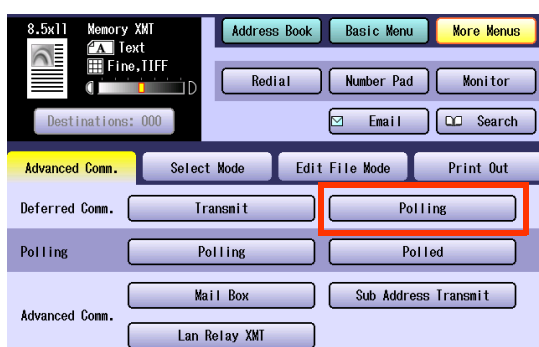 8.5x11 Memory XMT Address Book Basic Menu More Menus
A Text
Fine,TIFF
Redial Number Pad Monitor
Destinations: 000 Email Search
Advanced Comm. Select Mode Edit File Mode Print Out
Deferred Comm. Transmit Polling
Polling Polling Polled
Mail Box Sub Address Transmit
Advanced Comm.
Lan Relay XMT